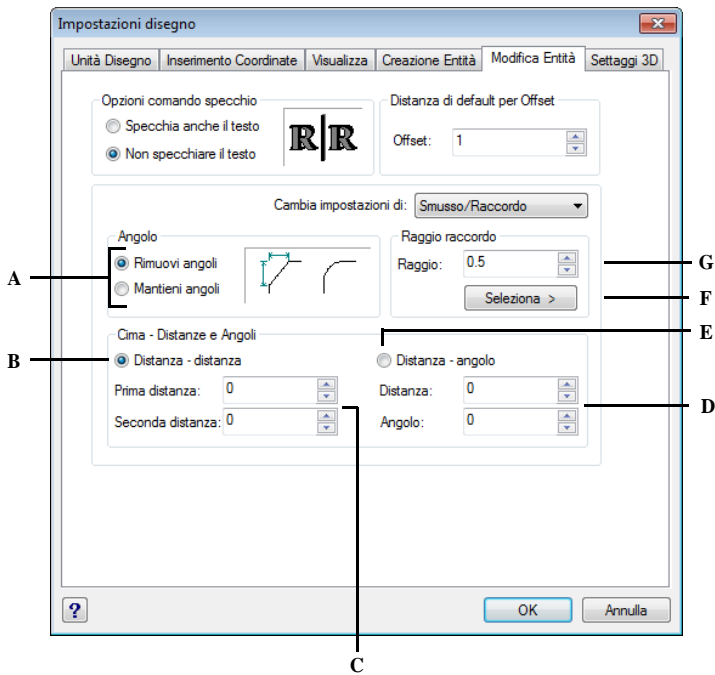 Impostazioni disegno
Unità Disegno Inserimento Coordinate Visualizza Creazione Entità Modifica Entità Settaggi 3D
Opzioni comando specchio
Specchia anche il testo
Non specchiare il testo
R R
Distanza di default per Offset
Offset: 1
Cambia impostazioni di: Smusso/Raccordo
Angolo
Rimuovi angoli
Mantieni angoli
Raggio raccordo
Raggio: 0.5
Seleziona >
Cima - Distanze e Angoli
Distanza - distanza
Prima distanza: 0
Seconda distanza: 0
Distanza - angolo
Distanza: 0
Angolo: 0
? OK Annulla
A
B
C
D
E
F
G